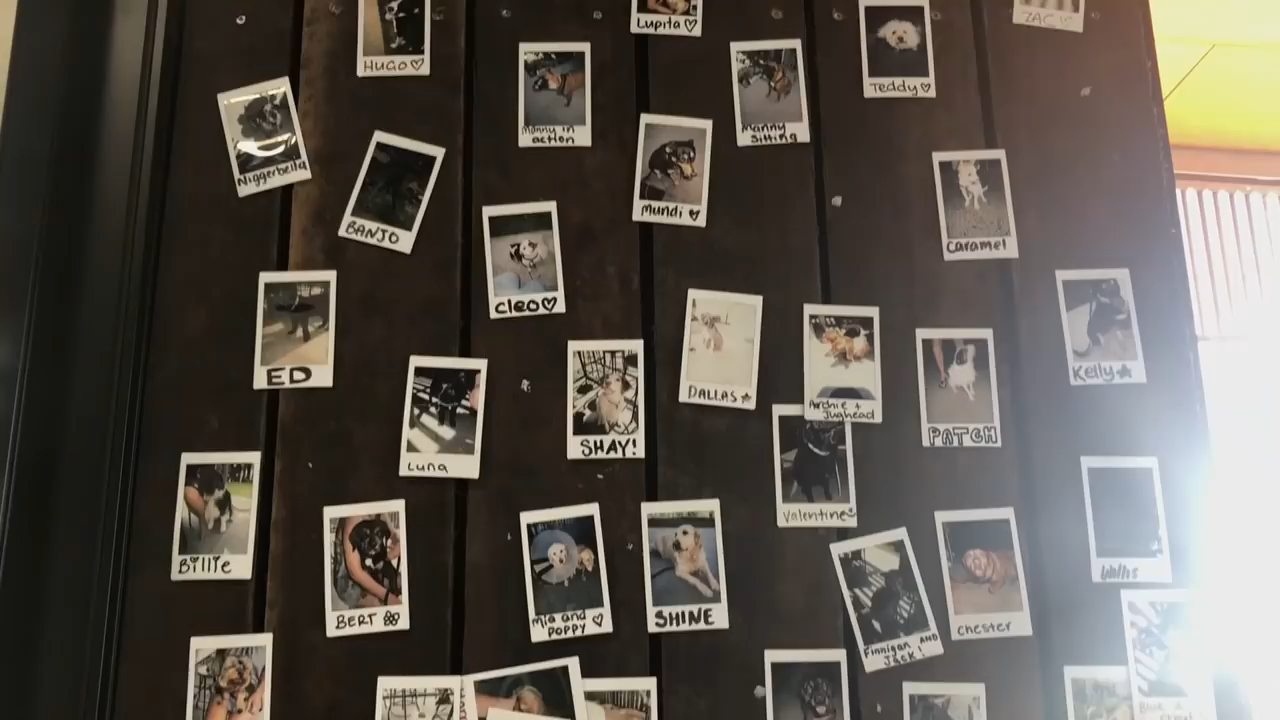 Lupita♡
ZAC!!
HUGO♡
Teddy♡
Manny in
action
Manny
Sitting
Niggerbella
Mundi ♥
BANJO
Caramel
Cleo♡
ED
Kelly★
DALLAS★
Archie +
Jughead
PATCH
SHAY!
Luna
Valentine
Billie
Willis
BERT
Mia and
POPPY ♡
SHINE
chester
Finnigan AND
Jack!